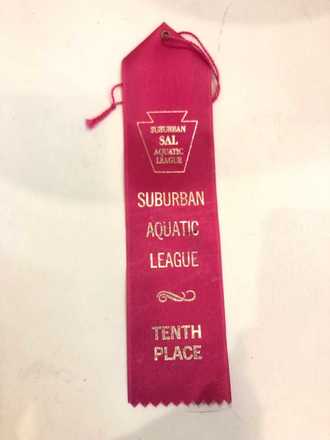 SUBURBAN
SAL
AQUATIC
LEAGUE
SUBURBAN
AQUATIC
LEAGUE
TENTH
PLACE